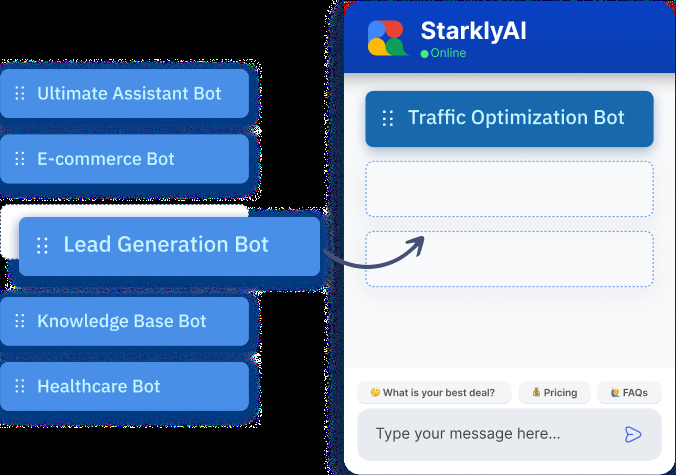 Ultimate Assistant Bot
E-commerce Bot
Lead Generation Bot
Knowledge Base Bot
Healthcare Bot
StarklyAI
Online
Traffic Optimization Bot
What is your best deal?
Pricing
FAQs
Type your message here...